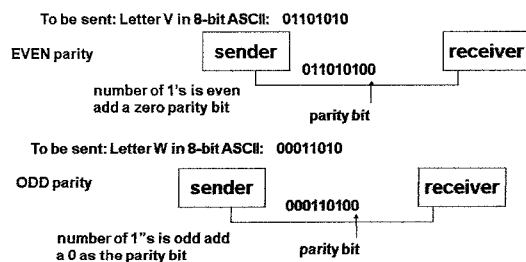 To be sent: Letter V in 8-bit ASCII: 01101010
EVEN parity
sender
receiver
011010100
number of 1's is even
add a zero parity bit
parity bit
To be sent: Letter W in 8-bit ASCII: 00011010
ODD parity
sender
receiver
000110100
number of 1"s is odd add
a 0 as the parity bit
parity bit